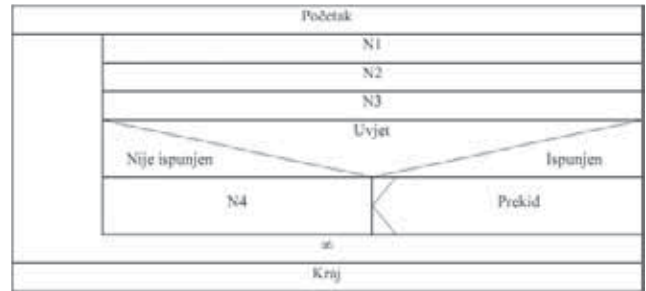 Početak
N1
N2
N3
Uvjet
Nije ispunjen
Ispunjen
N4
Prekid
∞
Kraj